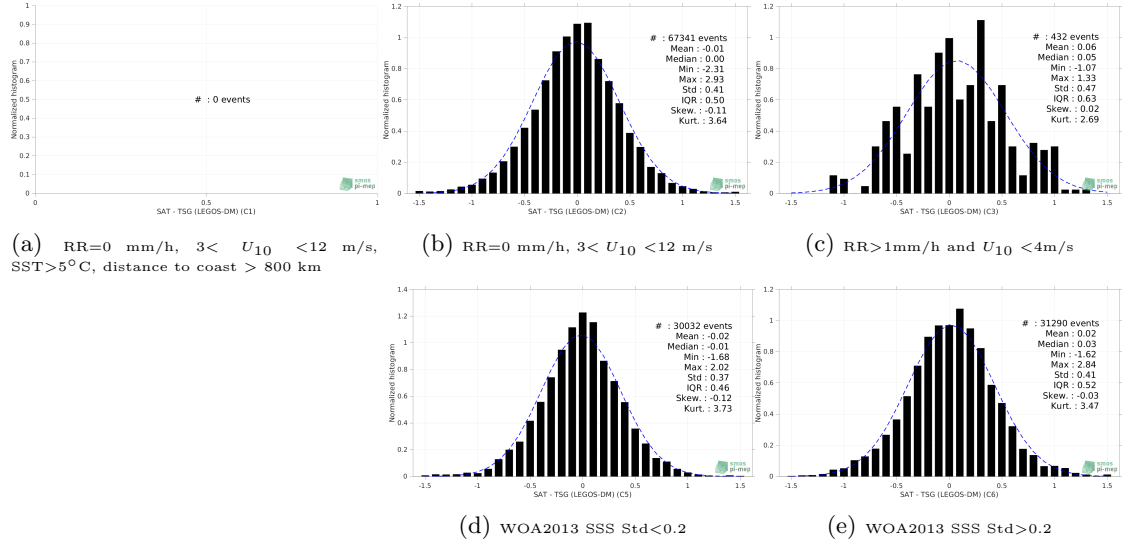 Normalized histogram
1
0.9
0.8
0.7
0.6
0.5
0.4
0.3
0.2
0.1
0
# : 0 events
smos
pi-mep
0 0.5 1
SAT - TSG (LEGOS-DM) (C1)
(a) RR=0 mm/h, 3< U10 <12 m/s,
SST>5°C, distance to coast > 800 km
Normalized histogram
1.2
1
0.8
0.6
0.4
0.2
0
# : 67341 events
Mean : -0.01
Median : 0.00
Min : -2.31
Max : 2.93
Std : 0.41
IQR : 0.50
Skew. : -0.11
Kurt. : 3.64
smos
pi-mep
-1.5 -1 -0.5 0 0.5 1 1.5
SAT - TSG (LEGOS-DM) (C2)
(b) RR=0 mm/h, 3< U10 <12 m/s
Normalized histogram
1.2
1
0.8
0.6
0.4
0.2
0
# : 432 events
Mean : 0.06
Median : 0.05
Min : -1.07
Max : 1.33
Std : 0.47
IQR : 0.63
Skew. : 0.02
Kurt. : 2.69
smos
pi-mep
-1.5 -1 -0.5 0 0.5 1 1.5
SAT - TSG (LEGOS-DM) (C3)
(c) RR>1mm/h and U10 <4m/s
Normalized histogram
1.4
1.2
1
0.8
0.6
0.4
0.2
0
# : 30032 events
Mean : -0.02
Median : -0.01
Min : -1.68
Max : 2.02
Std : 0.37
IQR : 0.46
Skew. : -0.12
Kurt. : 3.73
smos
pi-mep
-1.5 -1 -0.5 0 0.5 1 1.5
SAT - TSG (LEGOS-DM) (C5)
(d) WOA2013 SSS Std<0.2
Normalized histogram
1.2
1
0.8
0.6
0.4
0.2
0
# : 31290 events
Mean : 0.02
Median : 0.03
Min : -1.62
Max : 2.84
Std : 0.41
IQR : 0.52
Skew. : -0.03
Kurt. : 3.47
smos
pi-mep
-1.5 -1 -0.5 0 0.5 1 1.5
SAT - TSG (LEGOS-DM) (C6)
(e) WOA2013 SSS Std>0.2